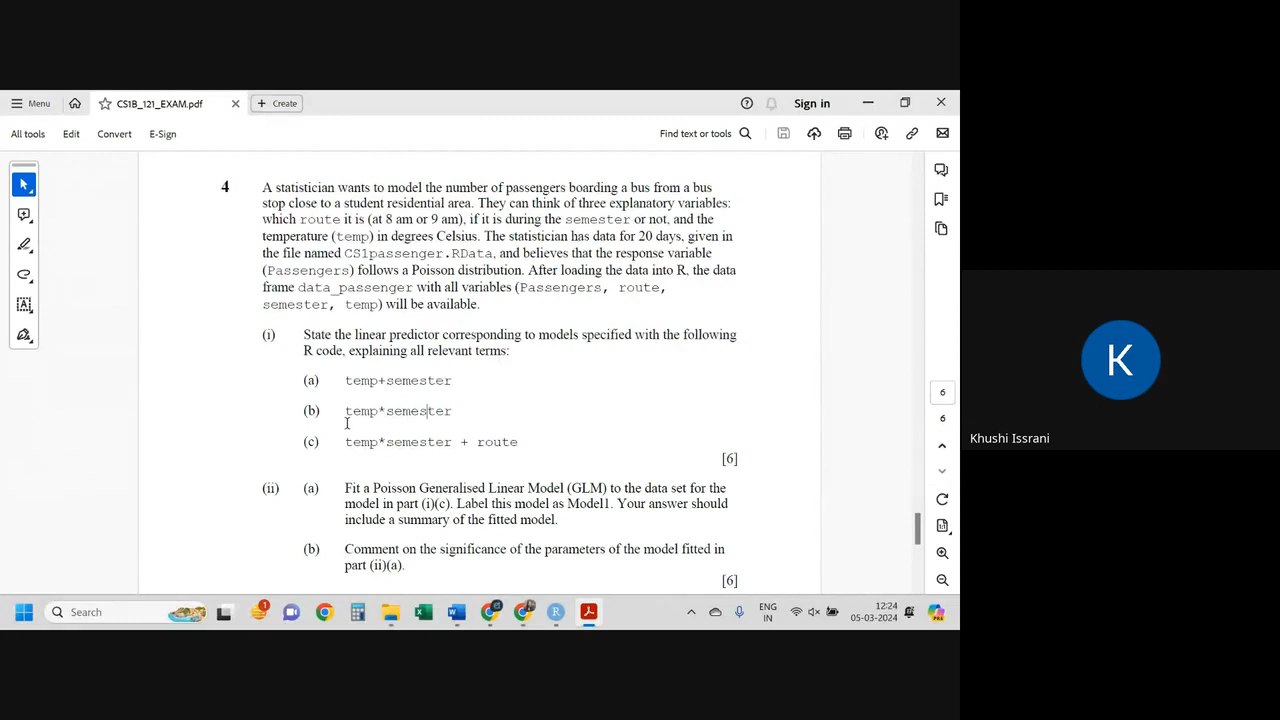 Menu
CS1B_121_EXAM.pdf
Create
Sign in
All tools
Edit
Convert
E-Sign
Find text or tools
4
A statistician wants to model the number of passengers boarding a bus from a bus
stop close to a student residential area. They can think of three explanatory variables:
which route it is (at 8 am or 9 am), if it is during the semester or not, and the
temperature (temp) in degrees Celsius. The statistician has data for 20 days, given in
the file named CS1passenger.RData, and believes that the response variable
(Passengers) follows a Poisson distribution. After loading the data into R, the data
frame data_passenger with all variables (Passengers, route,
semester, temp) will be available.
(i) State the linear predictor corresponding to models specified with the following
R code, explaining all relevant terms:
(a) temp+semester
(b) temp*semester
(c) temp*semester + route
[6]
(ii) (a) Fit a Poisson Generalised Linear Model (GLM) to the data set for the
model in part (i)(c). Label this model as Model1. Your answer should
include a summary of the fitted model.
(b) Comment on the significance of the parameters of the model fitted in
part (ii)(a).
[6]
6
6
K
Khushi Issrani
Search
1
ENG
IN
12:24
05-03-2024